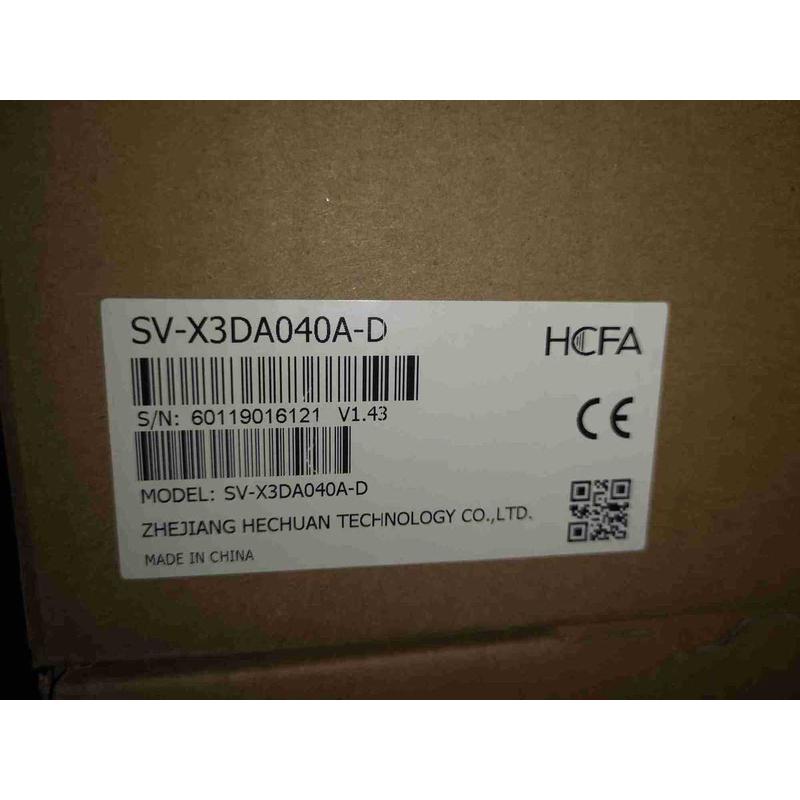 SV-X3DA040A-D
HCFA
S/N: 60119016121 V1.43
CE
MODEL: SV-X3DA040A-D
ZHEJIANG HECHUAN TECHNOLOGY CO.,LTD.
MADE IN CHINA